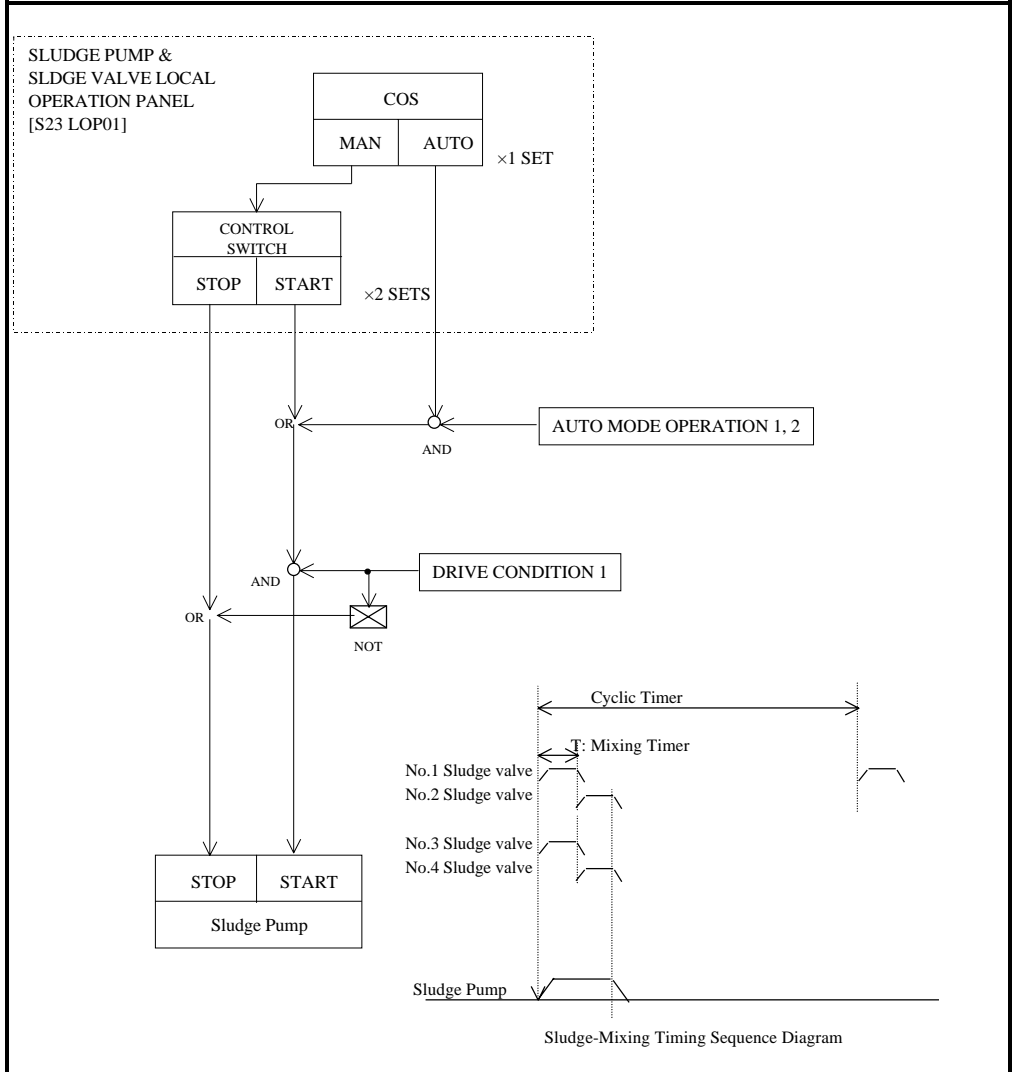 SLUDGE PUMP &
SLDGE VALVE LOCAL
OPERATION PANEL
[S23 LOP01]
COS
MAN AUTO
×1 SET
CONTROL
SWITCH
STOP START
×2 SETS
OR
AND
AUTO MODE OPERATION 1, 2
AND
DRIVE CONDITION 1
OR
NOT
Cyclic Timer
T: Mixing Timer
No.1 Sludge valve
No.2 Sludge valve
No.3 Sludge valve
No.4 Sludge valve
STOP START
Sludge Pump
Sludge Pump
Sludge-Mixing Timing Sequence Diagram